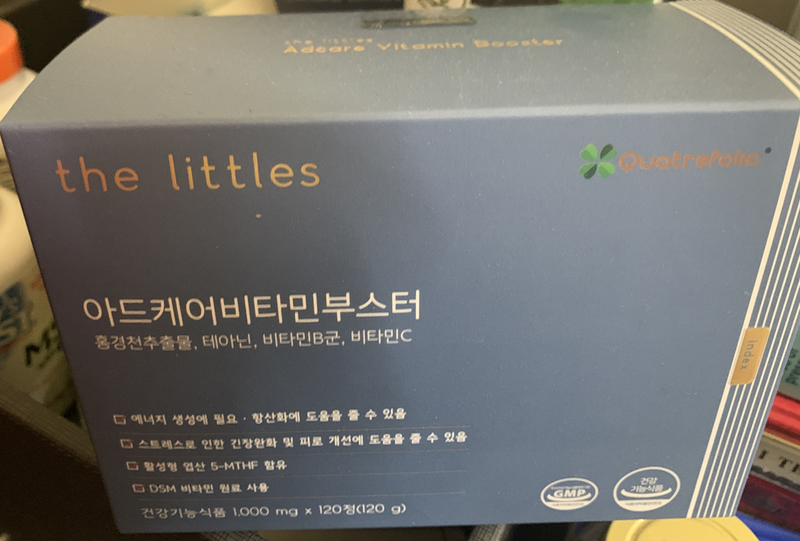 the littles
Adcare Vitamin Booster
the littles
Quatrefolic
아드케어비타민부스터
홍경천추출물, 테아닌, 비타민B군, 비타민C
에너지 생성에 필요 · 항산화에 도움을 줄 수 있음
스트레스로 인한 긴장완화 및 피로 개선에 도움을 줄 수 있음
활성형 엽산 5-MTHF 함유
DSM 비타민 원료 사용
건강기능식품 1,000 mg x 120정(120 g)
GMP
건강
기능식품
index